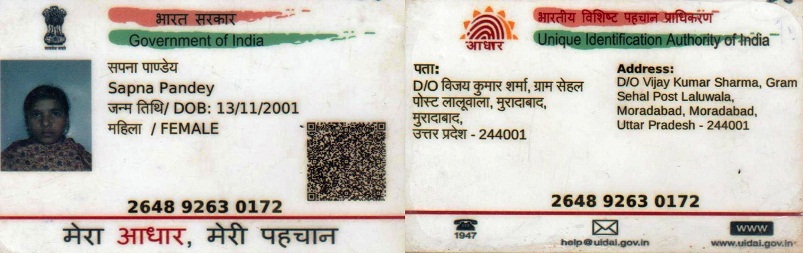 भारत सरकार
Government of India
सपना पाण्डेय
Sapna Pandey
जन्म तिथि/ DOB: 13/11/2001
महिला / FEMALE
2648 9263 0172
मेरा आधार, मेरी पहचान
आधार
भारतीय विशिष्ट पहचान प्राधिकरण
Unique Identification Authority of India
पता:
D/O विजय कुमार शर्मा, ग्राम सेहल
पोस्ट लालूवाला, मुरादाबाद,
मुरादाबाद,
उत्तर प्रदेश - 244001
Address:
D/O Vijay Kumar Sharma, Gram
Sehal Post Laluwala,
Moradabad, Moradabad,
Uttar Pradesh - 244001
2648 9263 0172
1947
help@uidai.gov.in
www
www.uidai.gov.in